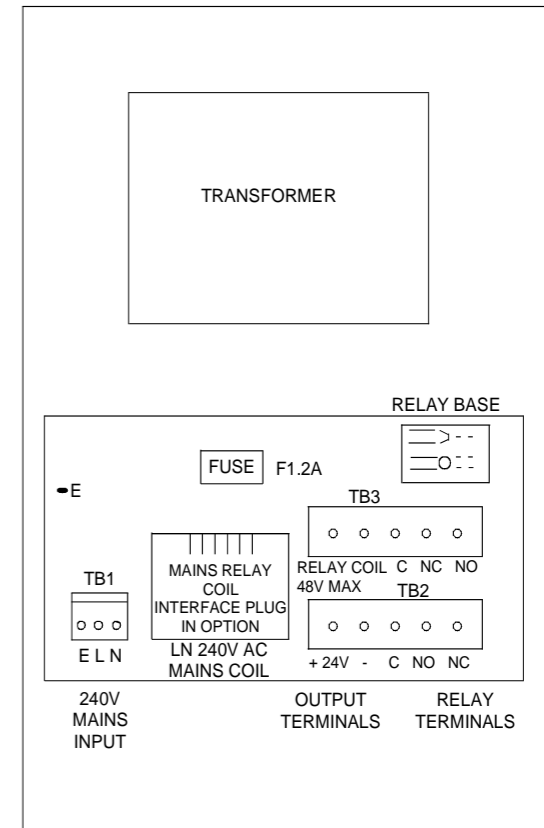 TRANSFORMER
RELAY BASE
FUSE F1.2A
E
TB3
RELAY COIL C NC NO
48V MAX
TB2
+ 24V - C NO NC
MAINS RELAY
COIL
INTERFACE PLUG
IN OPTION
LN 240V AC
MAINS COIL
TB1
E L N
240V
MAINS
INPUT
OUTPUT
TERMINALS
RELAY
TERMINALS